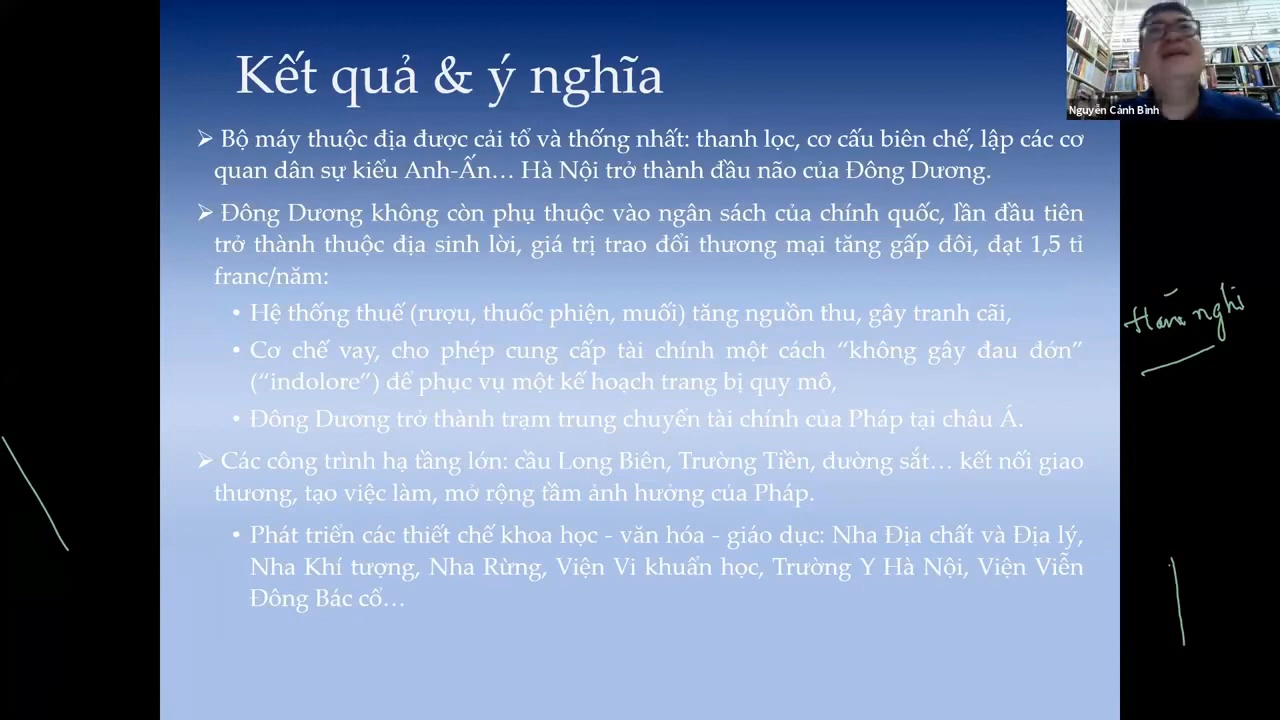 Kết quả & ý nghĩa
Nguyễn Cảnh Bình
➢ Bộ máy thuộc địa được cải tổ và thống nhất: thanh lọc, cơ cấu biên chế, lập các cơ
quan dân sự kiểu Anh-Ấn… Hà Nội trở thành đầu não của Đông Dương.
➢ Đông Dương không còn phụ thuộc vào ngân sách của chính quốc, lần đầu tiên
trở thành thuộc địa sinh lời, giá trị trao đổi thương mại tăng gấp đôi, đạt 1,5 tỉ
franc/năm:
• Hệ thống thuế (rượu, thuốc phiện, muối) tăng nguồn thu, gây tranh cãi,
• Cơ chế vay, cho phép cung cấp tài chính một cách “không gây đau đớn”
(“indolore”) để phục vụ một kế hoạch trang bị quy mô,
• Đông Dương trở thành trạm trung chuyển tài chính của Pháp tại châu Á.
➢ Các công trình hạ tầng lớn: cầu Long Biên, Trường Tiền, đường sắt… kết nối giao
thương, tạo việc làm, mở rộng tầm ảnh hưởng của Pháp.
• Phát triển các thiết chế khoa học - văn hóa - giáo dục: Nha Địa chất và Địa lý,
Nha Khí tượng, Nha Rừng, Viện Vi khuẩn học, Trường Y Hà Nội, Viện Viễn
Đông Bác cổ…
nghi